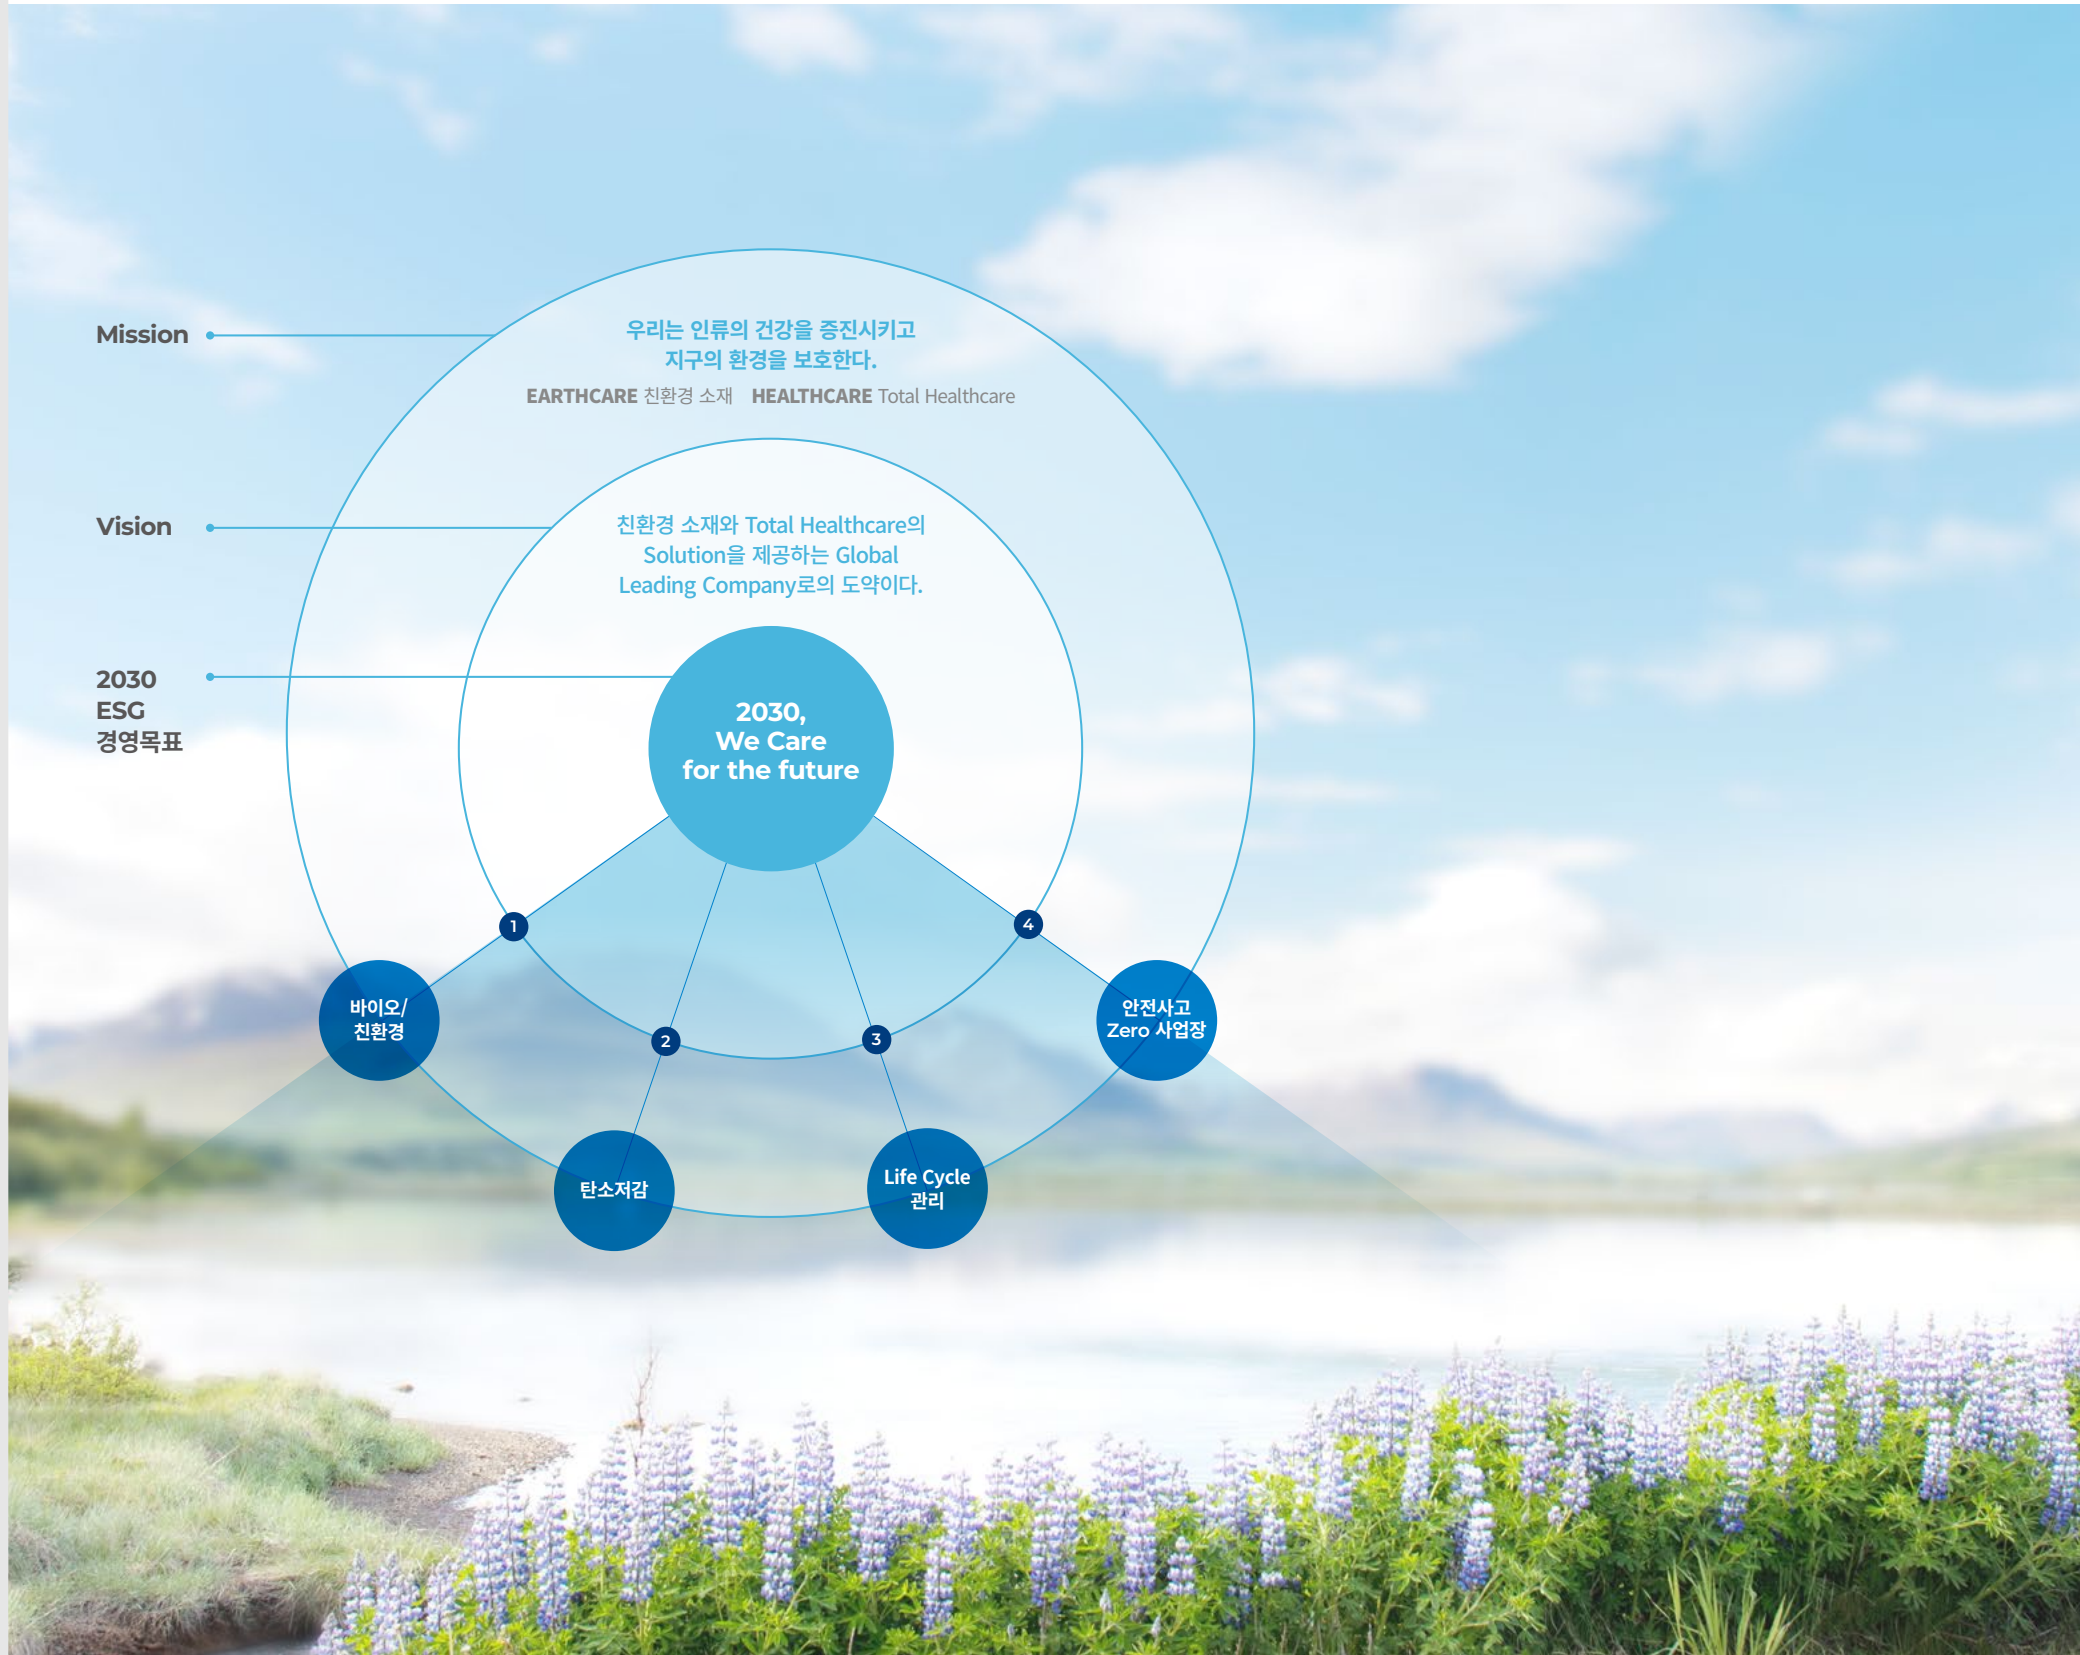 Mission
우리는 인류의 건강을 증진시키고
지구의 환경을 보호한다.
EARTHCARE 친환경 소재 HEALTHCARE Total Healthcare
Vision
친환경 소재와 Total Healthcare의
Solution을 제공하는 Global
Leading Company로의 도약이다.
2030
ESG
경영목표
2030,
We Care
for the future
1
2
3
4
바이오/
친환경
탄소저감
Life Cycle
관리
안전사고
Zero 사업장